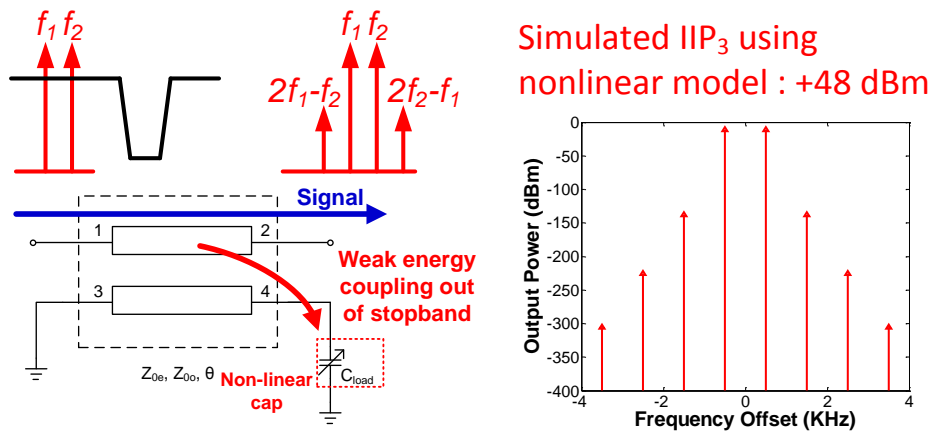 f1 f2
f1 f2
2f1-f2
2f2-f1
Signal
1
2
3
4
Weak energy
coupling out
of stopband
Z0e, Z0o, θ
Non-linear
cap
Cload
Simulated IIP3 using
nonlinear model : +48 dBm
Output Power (dBm)
0
-50
-100
-150
-200
-250
-300
-350
-400
-4
-2
0
2
4
Frequency Offset (KHz)